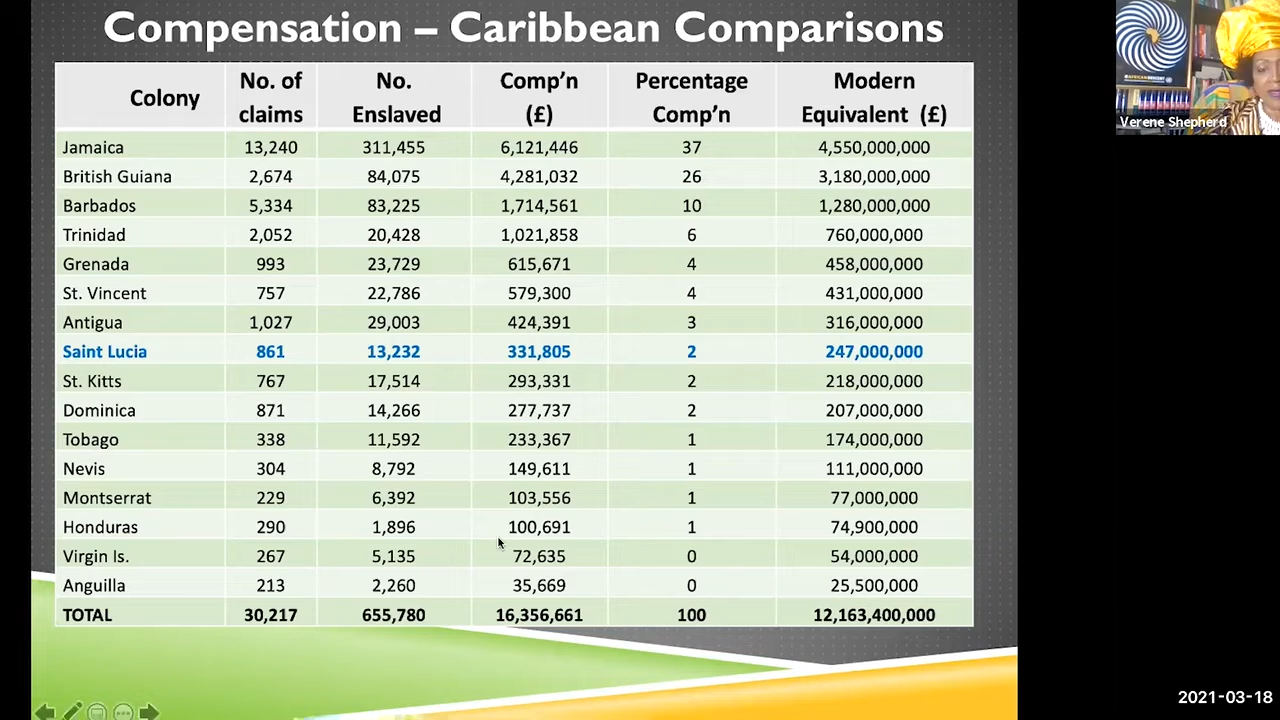 Compensation – Caribbean Comparisons
Colony No. of claims No. Enslaved Comp'n (£) Percentage Comp'n Modern Equivalent (£)
Jamaica 13,240 311,455 6,121,446 37 4,550,000,000
British Guiana 2,674 84,075 4,281,032 26 3,180,000,000
Barbados 5,334 83,225 1,714,561 10 1,280,000,000
Trinidad 2,052 20,428 1,021,858 6 760,000,000
Grenada 993 23,729 615,671 4 458,000,000
St. Vincent 757 22,786 579,300 4 431,000,000
Antigua 1,027 29,003 424,391 3 316,000,000
Saint Lucia 861 13,232 331,805 2 247,000,000
St. Kitts 767 17,514 293,331 2 218,000,000
Dominica 871 14,266 277,737 2 207,000,000
Tobago 338 11,592 233,367 1 174,000,000
Nevis 304 8,792 149,611 1 111,000,000
Montserrat 229 6,392 103,556 1 77,000,000
Honduras 290 1,896 100,691 1 74,900,000
Virgin Is. 267 5,135 72,635 0 54,000,000
Anguilla 213 2,260 35,669 0 25,500,000
TOTAL 30,217 655,780 16,356,661 100 12,163,400,000
Verene Shepherd
2021-03-18